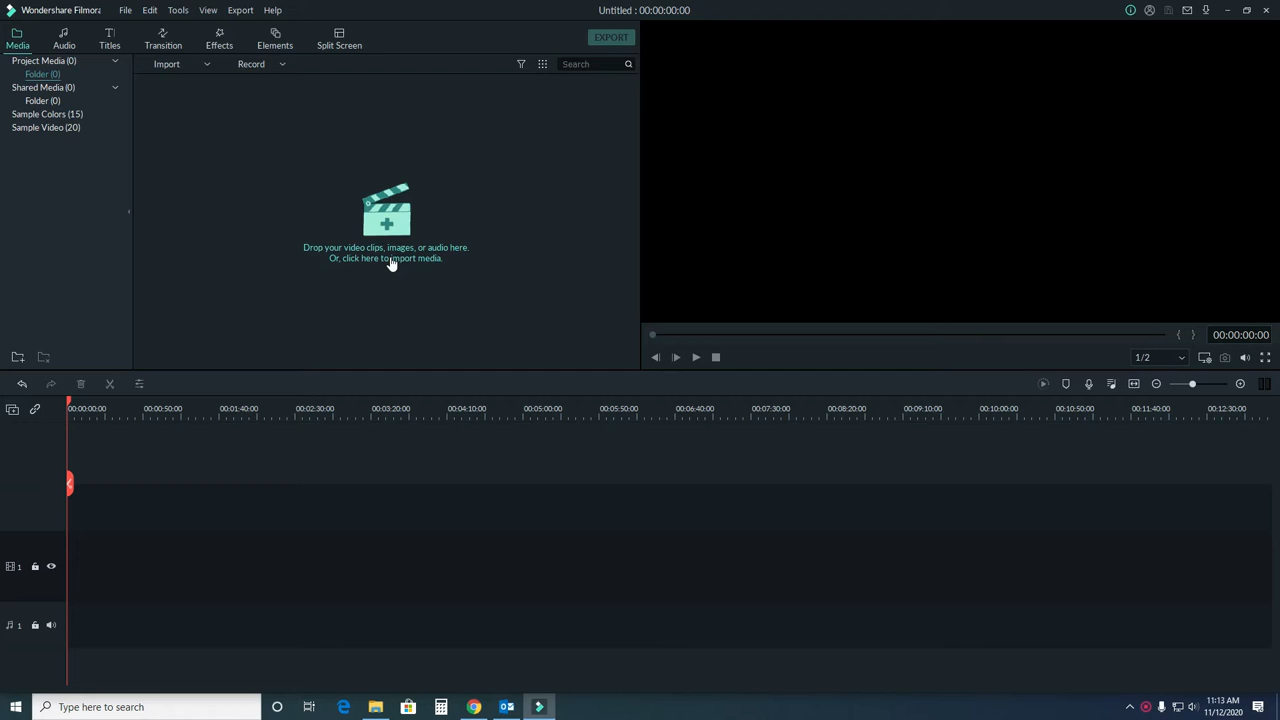 Wondershare Filmora
File Edit Tools View Export Help
Untitled : 00:00:00:00
Media Audio Titles Transition Effects Elements Split Screen
EXPORT
Project Media (0)
Folder (0)
Shared Media (0)
Folder (0)
Sample Colors (15)
Sample Video (20)
Import Record Search
Drop your video clips, images, or audio here.
Or, click here to import media.
00:00:00:00
1/2
00:00:00:00 00:00:50:00 00:01:40:00 00:02:30:00 00:03:20:00 00:04:10:00 00:05:00:00 00:05:50:00 00:06:40:00 00:07:30:00 00:08:20:00 00:09:10:00 00:10:00:00 00:10:50:00 00:11:40:00 00:12:30:00
1
1
Type here to search
11:13 AM
11/12/2020